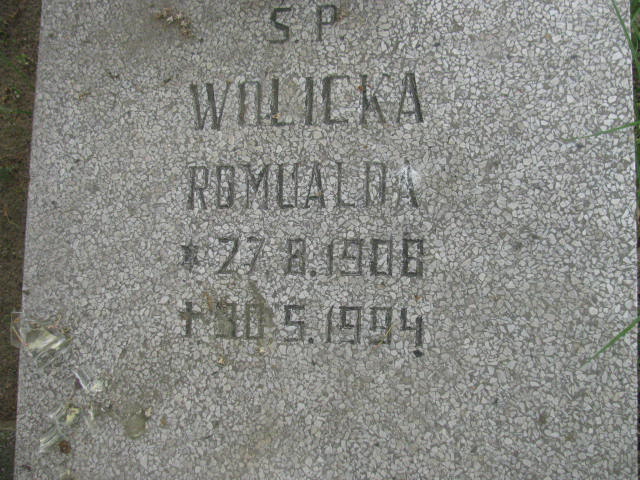 Ś.P.
WOLICKA
ROMUALDA
* 27.8.1906
† 30.5.1994